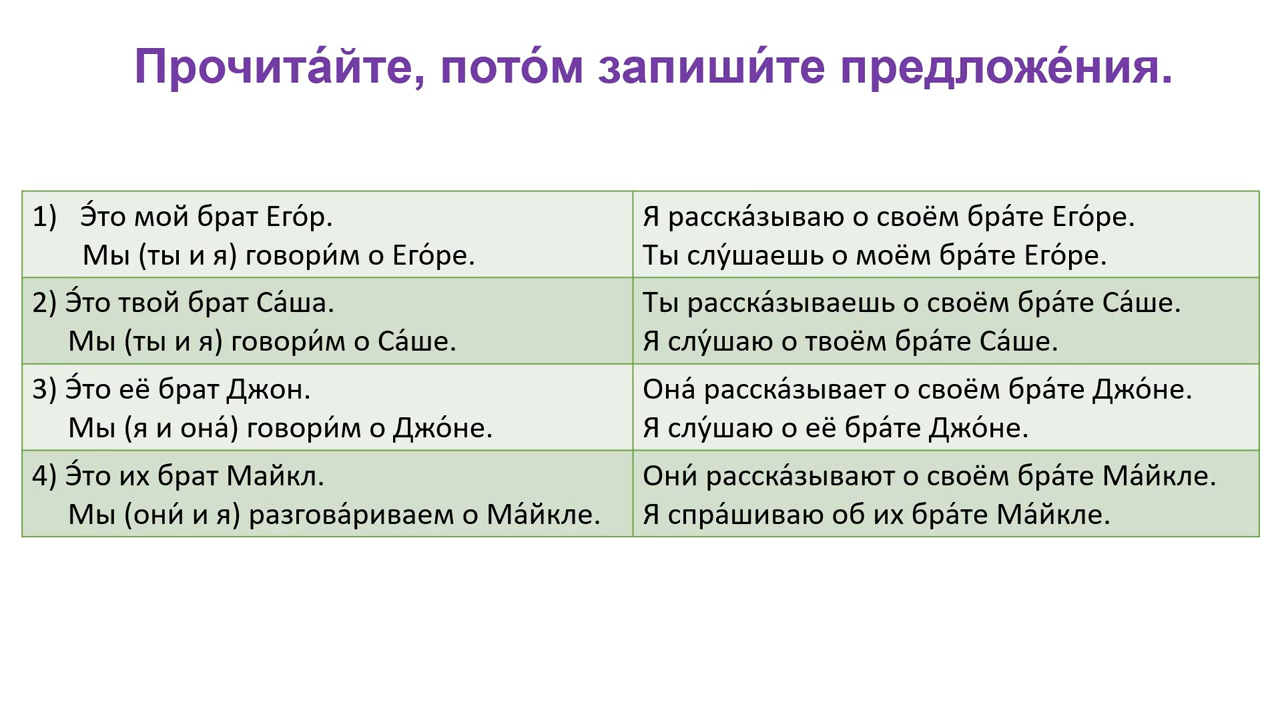 Прочита́йте, пото́м запиши́те предложе́ния.
1) Э́то мой брат Его́р.
Мы (ты и я) говори́м о Его́ре.
Я расска́зываю о своём бра́те Его́ре.
Ты слу́шаешь о моём бра́те Его́ре.
2) Э́то твой брат Са́ша.
Мы (ты и я) говори́м о Са́ше.
Ты расска́зываешь о своём бра́те Са́ше.
Я слу́шаю о твоём бра́те Са́ше.
3) Э́то её брат Джон.
Мы (я и она́) говори́м о Джо́не.
Она́ расска́зывает о своём бра́те Джо́не.
Я слу́шаю о её бра́те Джо́не.
4) Э́то их брат Майкл.
Мы (они́ и я) разгова́риваем о Ма́йкле.
Они́ расска́зывают о своём бра́те Ма́йкле.
Я спра́шиваю об их бра́те Ма́йкле.